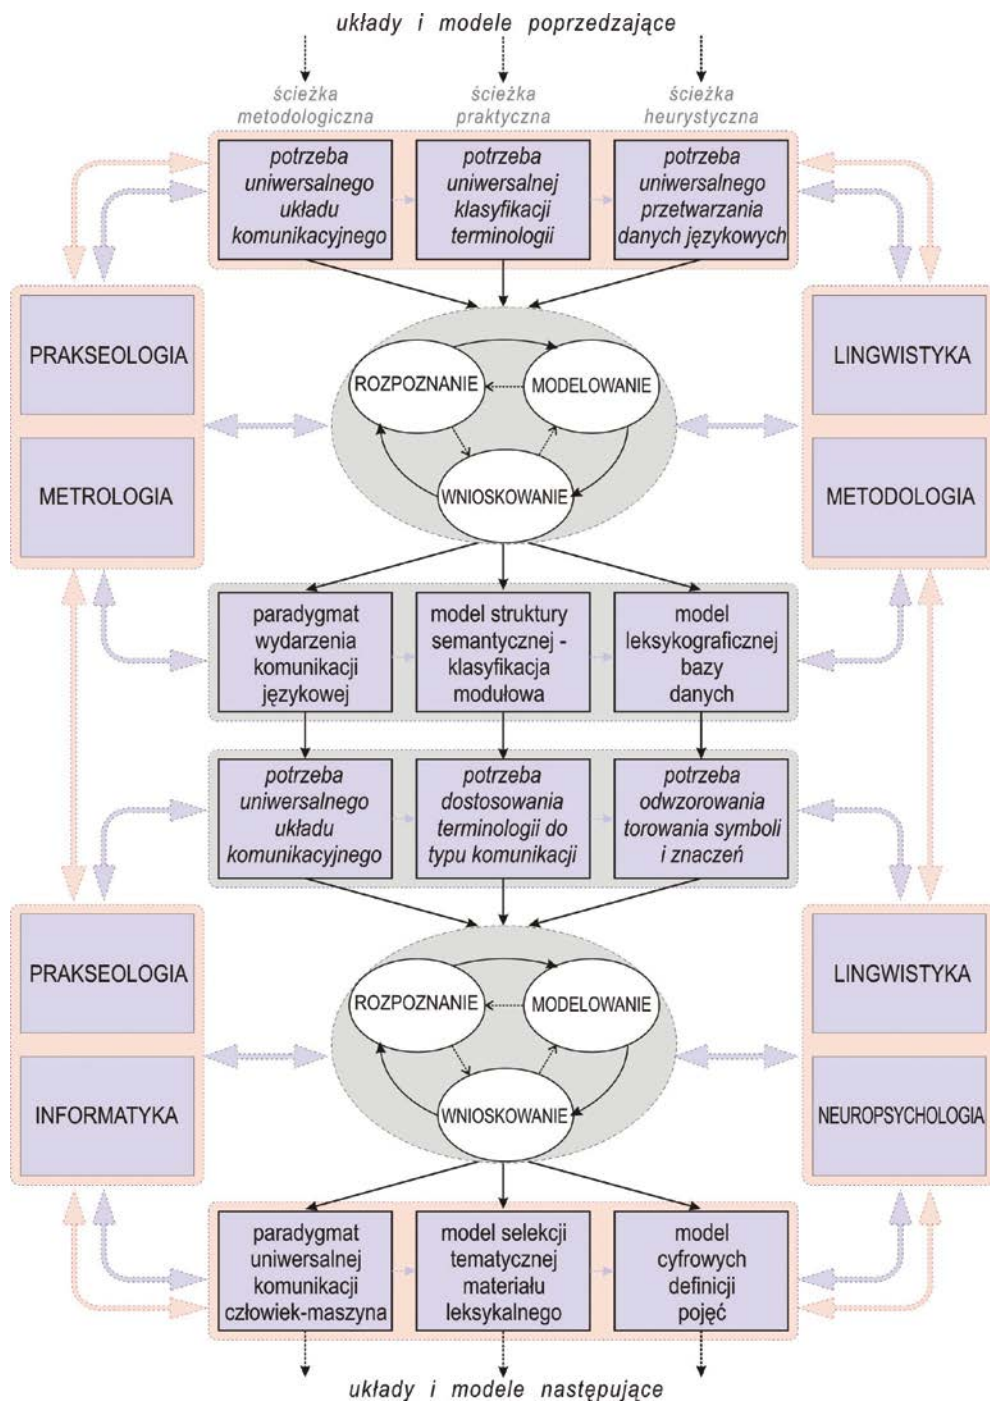 układy i modele poprzedzające
ścieżka
metodologiczna
ścieżka
praktyczna
ścieżka
heurystyczna
potrzeba
uniwersalnego
układu
komunikacyjnego
potrzeba
uniwersalnej
klasyfikacji
terminologii
potrzeba
uniwersalnego
przetwarzania
danych językowych
PRAKSEOLOGIA
METROLOGIA
ROZPOZNANIE
MODELOWANIE
WNIOSKOWANIE
LINGWISTYKA
METODOLOGIA
paradygmat
wydarzenia
komunikacji
językowej
model struktury
semantycznej -
klasyfikacja
modułowa
model
leksykograficznej
bazy
danych
potrzeba
uniwersalnego
układu
komunikacyjnego
potrzeba
dostosowania
terminologii do
typu komunikacji
potrzeba
odwzorowania
torowania symboli
i znaczeń
PRAKSEOLOGIA
INFORMATYKA
ROZPOZNANIE
MODELOWANIE
WNIOSKOWANIE
LINGWISTYKA
NEUROPSYCHOLOGIA
paradygmat
uniwersalnej
komunikacji
człowiek-maszyna
model selekcji
tematycznej
materiału
leksykalnego
model
cyfrowych
definicji
pojęć
układy i modele następujące